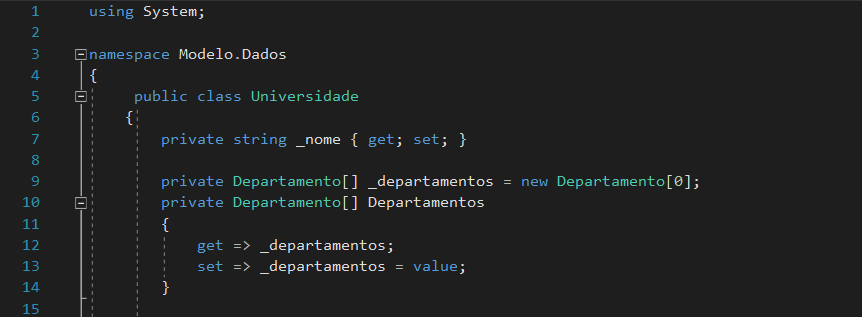 1 using System;
2
3 namespace Modelo.Dados
4 {
5 public class Universidade
6 {
7 private string _nome { get; set; }
8
9 private Departamento[] _departamentos = new Departamento[0];
10 private Departamento[] Departamentos
11 {
12 get => _departamentos;
13 set => _departamentos = value;
14 }
15